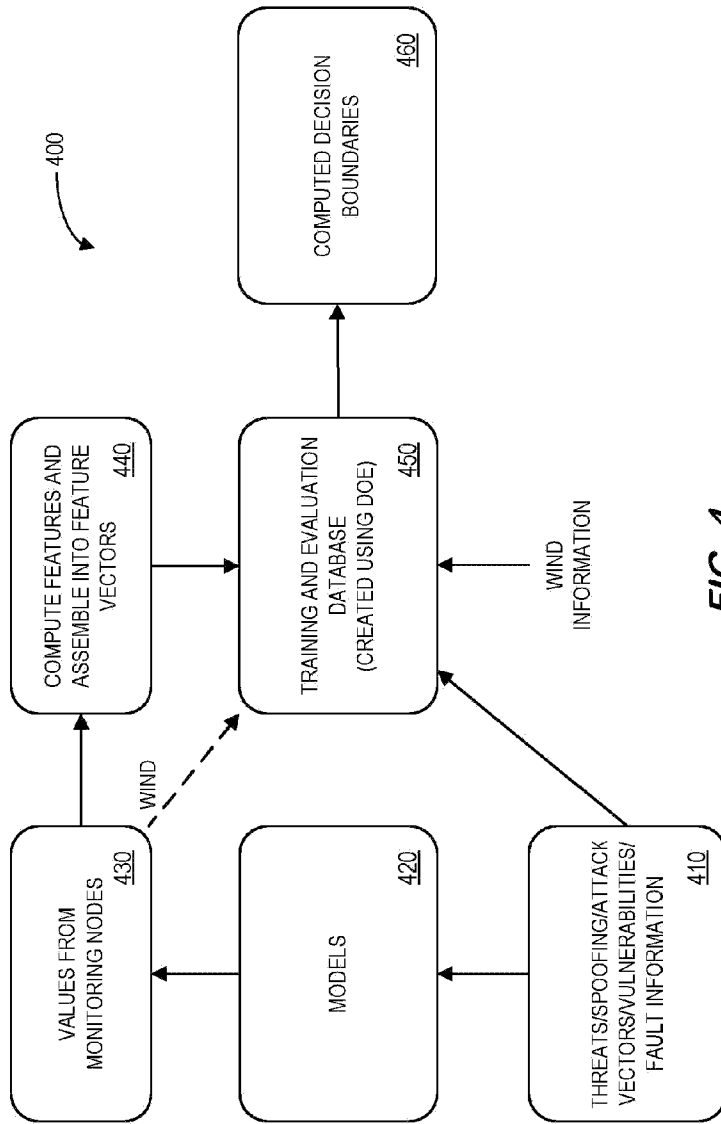 400
VALUES FROM
MONITORING NODES
430
COMPUTE FEATURES AND
ASSEMBLE INTO FEATURE
VECTORS
440
WIND
MODELS
420
TRAINING AND EVALUATION
DATABASE
(CREATED USING DOE)
450
COMPUTED DECISION
BOUNDARIES
460
THREATS/SPOOFING/ATTACK
VECTORS/VULNERABILITIES/
FAULT INFORMATION
410
WIND
INFORMATION
FIG. 4